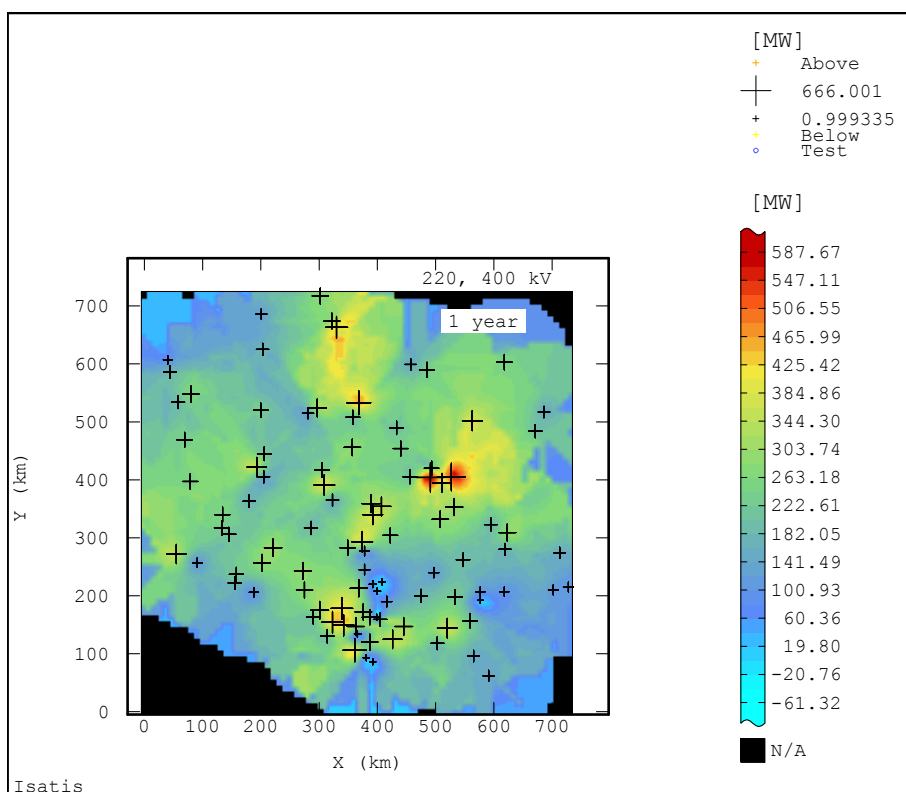 [MW]
Above
666.001
0.999335
Below
Test
[MW]
587.67
547.11
506.55
465.99
425.42
384.86
344.30
303.74
263.18
222.61
182.05
141.49
100.93
60.36
19.80
-20.76
-61.32
N/A
220, 400 kV
1 year
700
600
500
400
300
200
100
0
Y (km)
0 100 200 300 400 500 600 700
X (km)
Isatis